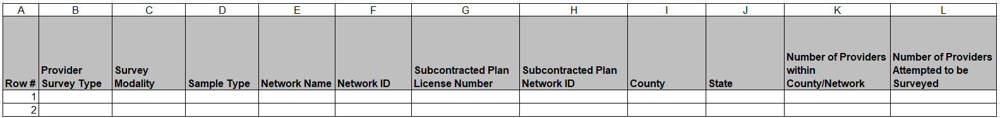 A B C D E F G H I J K L
Row # Provider Survey Type Survey Modality Sample Type Network Name Network ID Subcontracted Plan License Number Subcontracted Plan Network ID County State Number of Providers within County/Network Number of Providers Attempted to be Surveyed
1
2